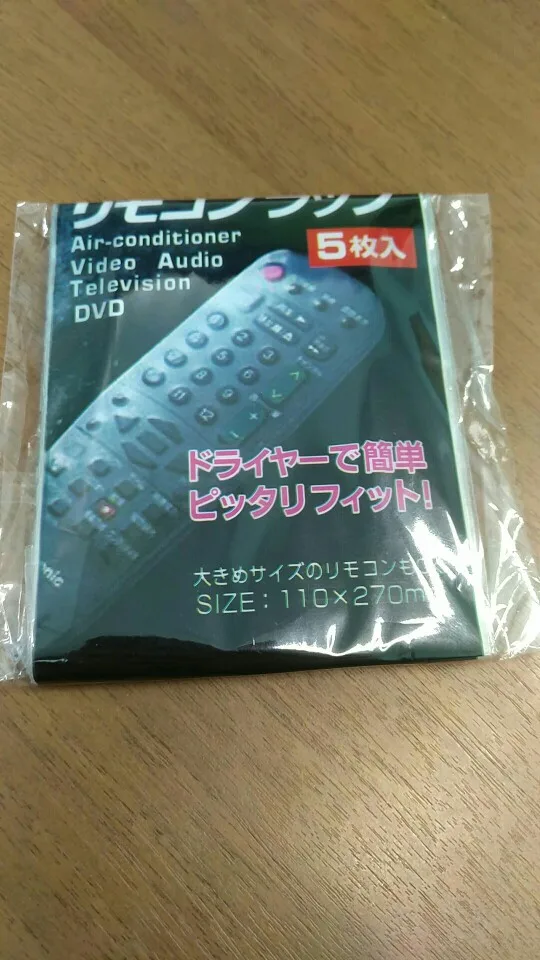 リモコンラップ
Air-conditioner
Video Audio
Television
DVD
5枚入
ドライヤーで簡単
ピッタリフィット!
大きめサイズのリモコンも
SIZE:110×270m